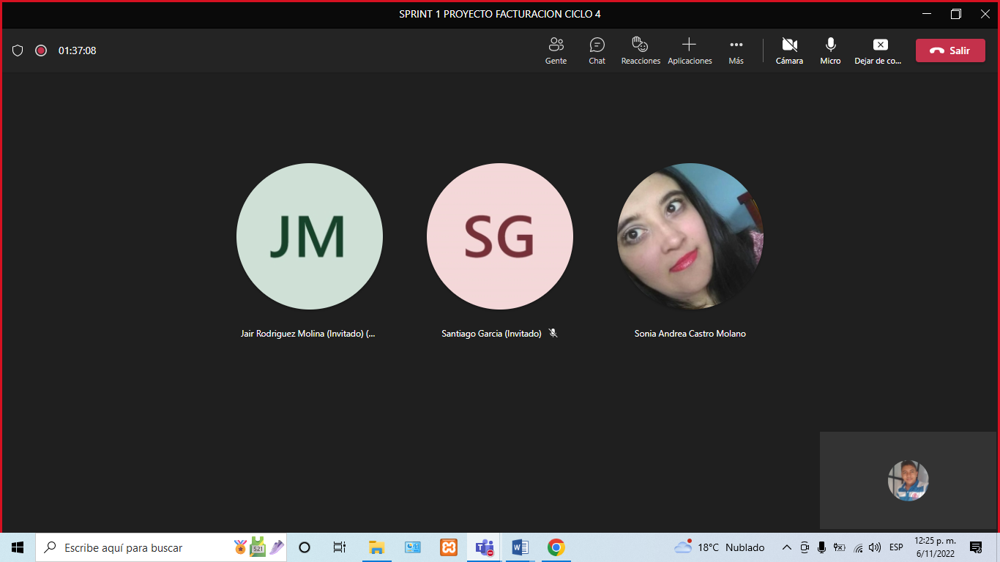 SPRINT 1 PROYECTO FACTURACION CICLO 4
01:37:08
Gente
Chat
Reacciones
Aplicaciones
Más
Cámara
Micro
Dejar de co...
Salir
JM
SG
Jair Rodriguez Molina (Invitado) (...
Santiago Garcia (Invitado)
Sonia Andrea Castro Molano
Escribe aquí para buscar
521
18°C Nublado
ESP
12:25 p. m.
6/11/2022